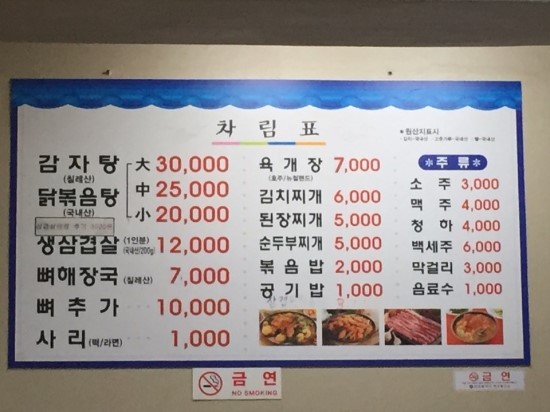 차림표
감자탕 (칠레산) 大 30,000
닭볶음탕 (국내산) 中 25,000
小 20,000
생삼겹살 (1인분) (국내산/200g) 12,000
뼈해장국 (칠레산) 7,000
뼈추가 10,000
사리 (떡/라면) 1,000
육개장 7,000
(호주/뉴질랜드)
김치찌개 6,000
된장찌개 5,000
순두부찌개 6,000
볶음밥 2,000
공기밥 1,000
* 원산지표시
* 주류 *
소주 3,000
맥주 4,000
청하 4,000
백세주 6,000
막걸리 3,000
음료수 1,000
금연
NO SMOKING
금연